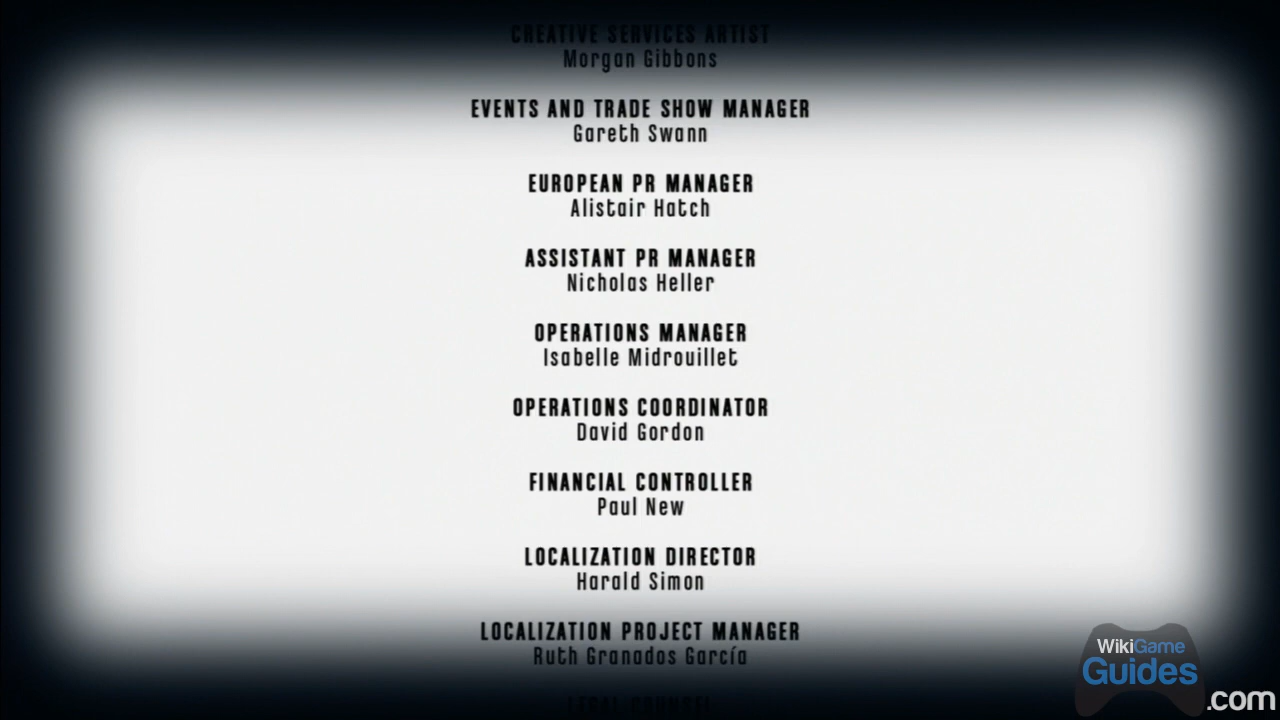 CREATIVE SERVICES ARTIST
Morgan Gibbons
EVENTS AND TRADE SHOW MANAGER
Gareth Swann
EUROPEAN PR MANAGER
Alistair Hatch
ASSISTANT PR MANAGER
Nicholas Heller
OPERATIONS MANAGER
Isabelle Midrouillet
OPERATIONS COORDINATOR
David Gordon
FINANCIAL CONTROLLER
Paul New
LOCALIZATION DIRECTOR
Harald Simon
LOCALIZATION PROJECT MANAGER
Ruth Granados García
LEGAL COUNSEL
WikiGame
Guides
.com